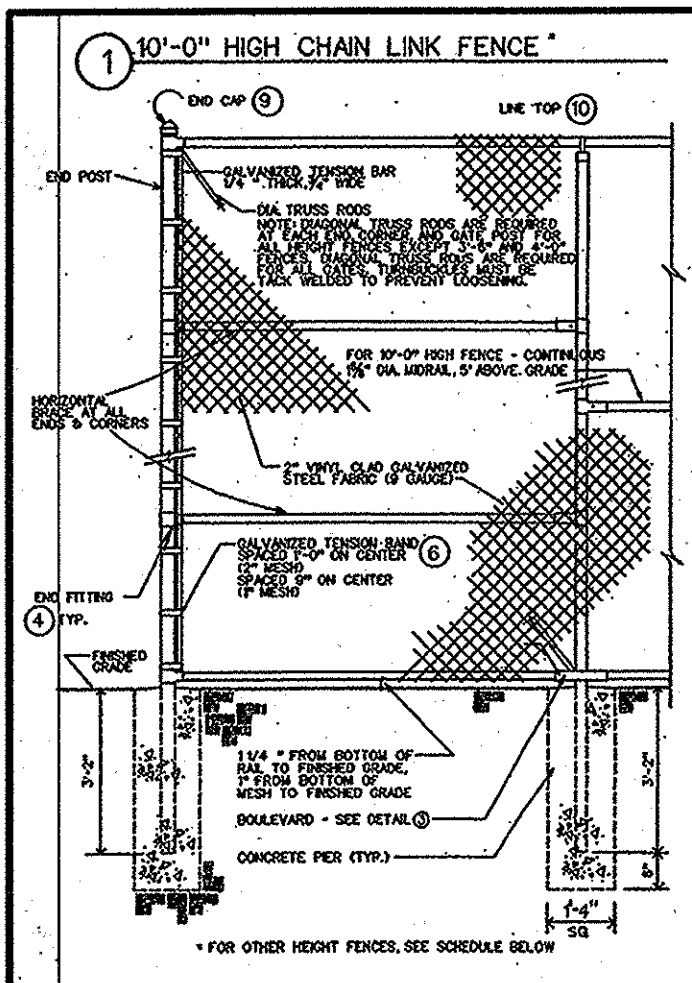 1 10'-0" HIGH CHAIN LINK FENCE *
END CAP 9
LINE TOP 10
END POST
GALVANIZED TENSION BAR
1/4 " THICK, 3/4" WIDE
DIA. TRUSS RODS
NOTE: DIAGONAL TRUSS RODS ARE REQUIRED
AT EACH END, CORNER, AND GATE POST FOR
ALL HEIGHT FENCES EXCEPT 3'-6" AND 4'-0"
FENCES. DIAGONAL TRUSS RODS ARE REQUIRED
FOR ALL GATES. TURNBUCKLES MUST BE
TACK WELDED TO PREVENT LOOSENING.
FOR 10'-0" HIGH FENCE - CONTINUOUS
DIA. MIDRAIL, 5' ABOVE GRADE
HORIZONTAL
BRACE AT ALL
ENDS & CORNERS
2" VINYL CLAD GALVANIZED
STEEL FABRIC (9 GAUGE)
GALVANIZED TENSION BAND 6
SPACED 1'-0" ON CENTER
(2" MESH)
SPACED 9" ON CENTER
(1" MESH)
END FITTING
4 TYP.
FINISHED
GRADE
3'-2"
1 1/4 " FROM BOTTOM OF
RAIL TO FINISHED GRADE,
1" FROM BOTTOM OF
MESH TO FINISHED GRADE
BOULEVARD - SEE DETAIL 3
CONCRETE PIER (TYP.)
3'-2"
6"
1'-4"
SQ
* FOR OTHER HEIGHT FENCES, SEE SCHEDULE BELOW